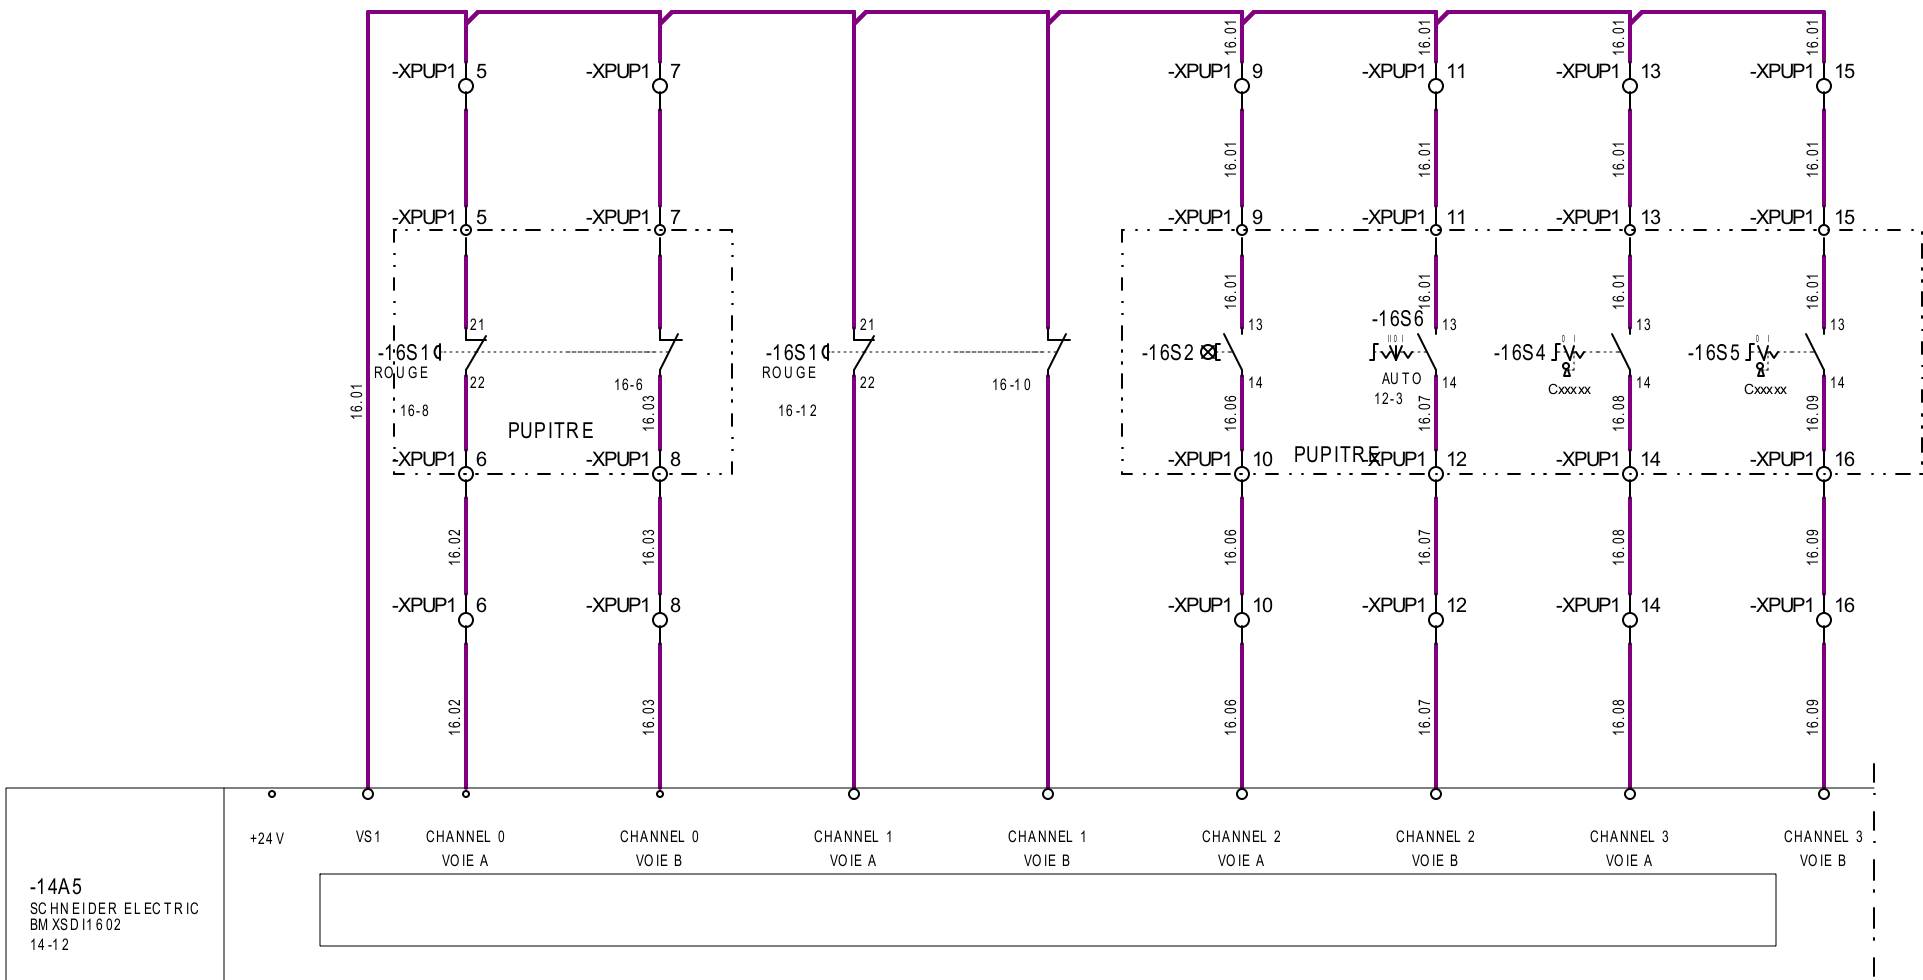 16.01 16.01 16.01 16.01
-XPUP1 5 -XPUP1 7 -XPUP1 9 -XPUP1 11 -XPUP1 13 -XPUP1 15
16.01 16.01 16.01 16.01
-XPUP1 5 -XPUP1 7 -XPUP1 9 -XPUP1 11 -XPUP1 13 -XPUP1 15
16.01 16.01 16.01 16.01
-16S6
21 21 13 13 13 13
II 0 I 0 I 0 I
-16S1 -16S1 -16S2 -16S4 -16S5
ROUGE ROUGE AUTO
22 16-6 22 16-10 14 14 14 14
Cxxxxx Cxxxxx
12-3
16.01 16-8 16.03 16-12 16.06 16.07 16.08 16.09
PUPITRE PUPITRE
-XPUP1 6 -XPUP1 8 -XPUP1 10 -XPUP1 12 -XPUP1 14 -XPUP1 16
16.02 16.03 16.06 16.07 16.08 16.09
-XPUP1 6 -XPUP1 8 -XPUP1 10 -XPUP1 12 -XPUP1 14 -XPUP1 16
16.02 16.03 16.06 16.07 16.08 16.09
+24V VS1 CHANNEL 0 CHANNEL 0 CHANNEL 1 CHANNEL 1 CHANNEL 2 CHANNEL 2 CHANNEL 3 CHANNEL 3
VOIE A VOIE B VOIE A VOIE B VOIE A VOIE B VOIE A VOIE B
-14A5
SCHNEIDER ELECTRIC
BMXSDI1602
14-12